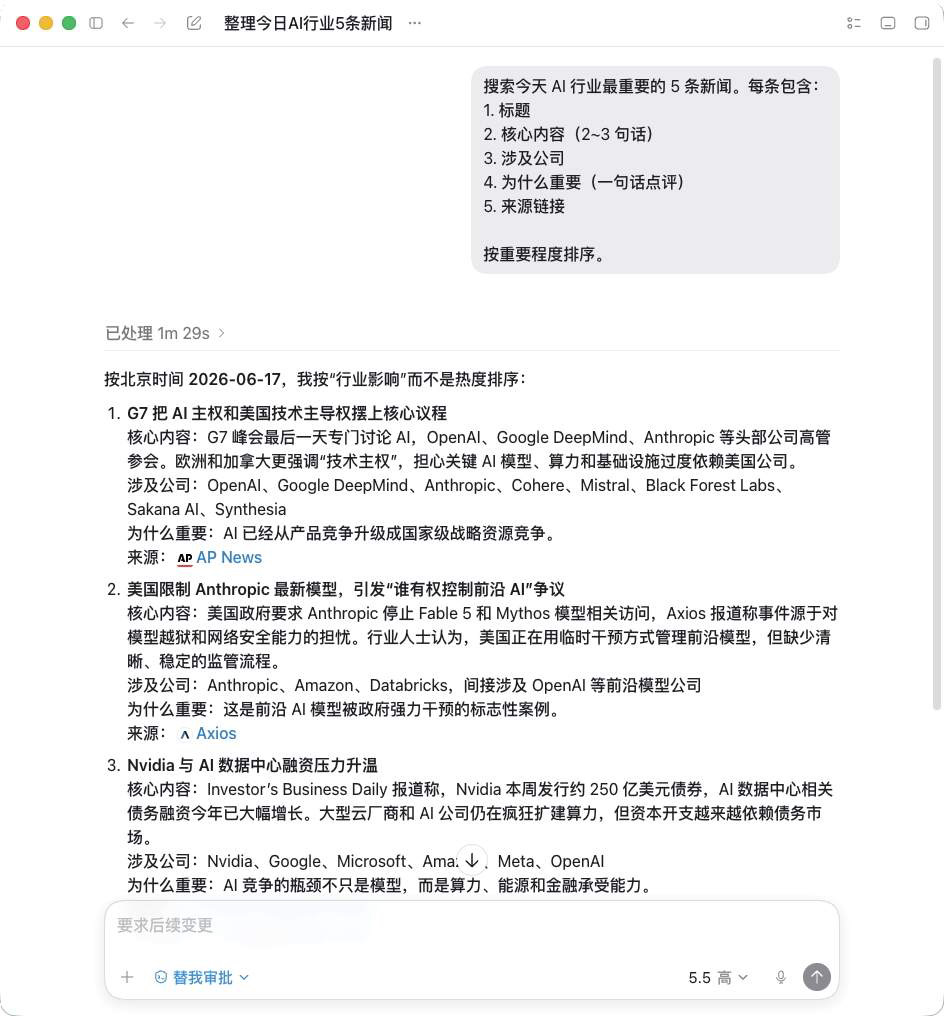 整理今日AI行业5条新闻 ···
搜索今天 AI 行业最重要的 5 条新闻。每条包含：
1. 标题
2. 核心内容（2~3 句话）
3. 涉及公司
4. 为什么重要（一句话点评）
5. 来源链接
按重要程度排序。
已处理 1m 29s
按北京时间 2026-06-17，我按“行业影响”而不是热度排序：
1. G7 把 AI 主权和美国技术主导权摆上核心议程
核心内容：G7 峰会最后一天专门讨论 AI，OpenAI、Google DeepMind、Anthropic 等头部公司高管
参会。欧洲和加拿大更强调“技术主权”，担心关键 AI 模型、算力和基础设施过度依赖美国公司。
涉及公司：OpenAI、Google DeepMind、Anthropic、Cohere、Mistral、Black Forest Labs、
Sakana AI、Synthesia
为什么重要：AI 已经从产品竞争升级成国家级战略资源竞争。
来源： AP AP News
2. 美国限制 Anthropic 最新模型，引发“谁有权控制前沿 AI”争议
核心内容：美国政府要求 Anthropic 停止 Fable 5 和 Mythos 模型相关访问，Axios 报道称事件源于对
模型越狱和网络安全能力的担忧。行业人士认为，美国正在用临时干预方式管理前沿模型，但缺少清
晰、稳定的监管流程。
涉及公司：Anthropic、Amazon、Databricks，间接涉及 OpenAI 等前沿模型公司
为什么重要：这是前沿 AI 模型被政府强力干预的标志性案例。
来源： Axios
3. Nvidia 与 AI 数据中心融资压力升温
核心内容：Investor’s Business Daily 报道称，Nvidia 本周发行约 250 亿美元债券，AI 数据中心相关
债务融资今年已大幅增长。大型云厂商和 AI 公司仍在疯狂扩建算力，但资本开支越来越依赖债务市
场。
涉及公司：Nvidia、Google、Microsoft、Ama 、Meta、OpenAI
为什么重要：AI 竞争的瓶颈不只是模型，而是算力、能源和金融承受能力。
要求后续变更
替我审批
5.5 高